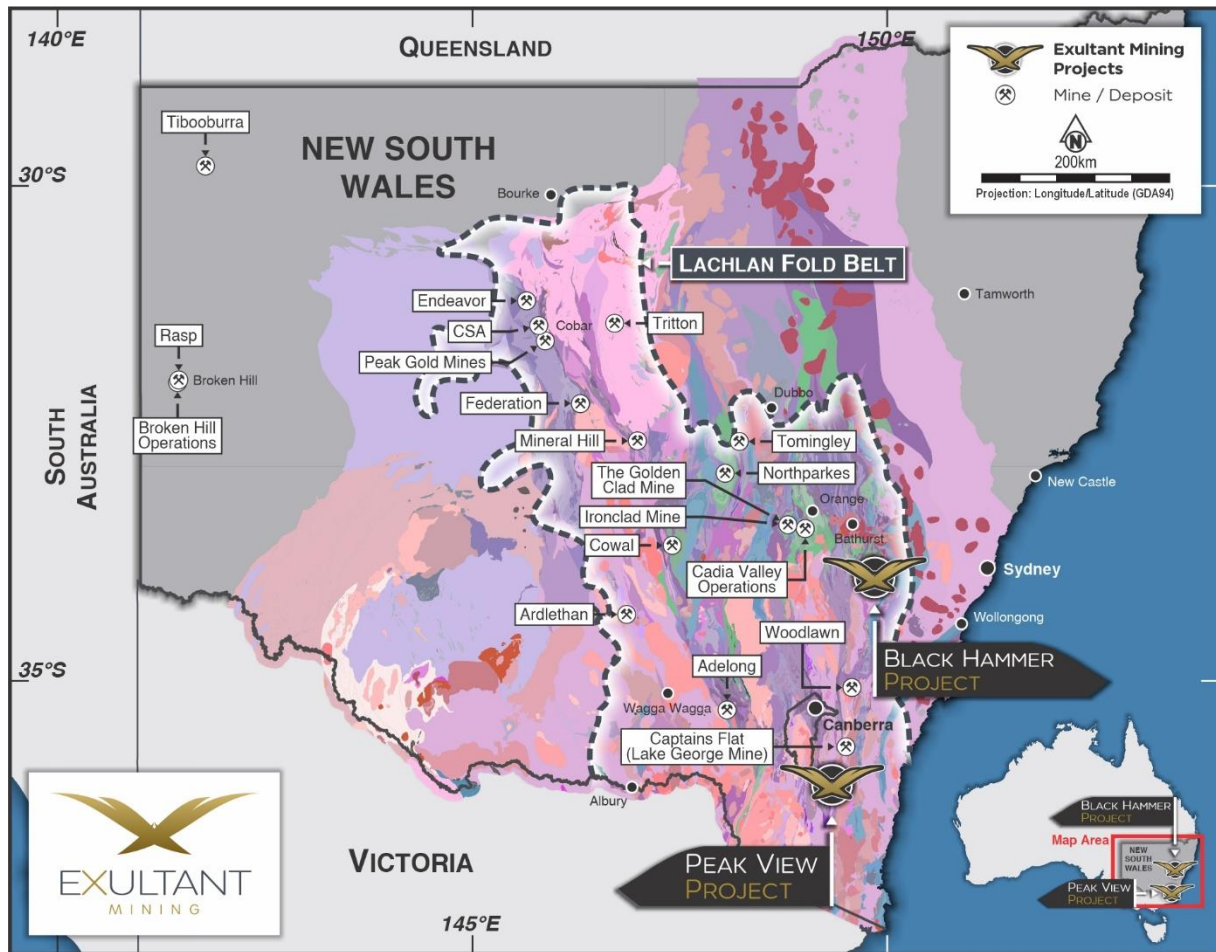 140°E
150°E
SOUTH
QUEENSLAND
Exultant Mining
Projects
Mine / Deposit
N
200km
Projection: Longitude/Latitude (GDA94)
Tibooburra
NEW SOUTH
WALES
30°S
Bourke
LACHLAN FOLD BELT
Endeavor
Tamworth
CSA
Cobar
Tritton
Rasp
Peak Gold Mines
Broken Hill
Federation
Dubbo
Broken Hill
Operations
SOUTH
AUSTRALIA
Mineral Hill
Tomingley
The Golden
Clad Mine
Northparkes
New Castle
Orange
Ironclad Mine
Bathurst
Cowal
Cadia Valley
Operations
Sydney
Ardlethan
Woodlawn
Wollongong
BLACK HAMMER
PROJECT
35°S
Adelong
Wagga Wagga
Canberra
Captains Flat
(Lake George Mine)
Albury
VICTORIA
PEAK VIEW
PROJECT
145°E
EXULTANT
MINING
BLACK HAMMER
PROJECT
Map Area
NEW
SOUTH
WALES
PEAK VIEW
PROJECT